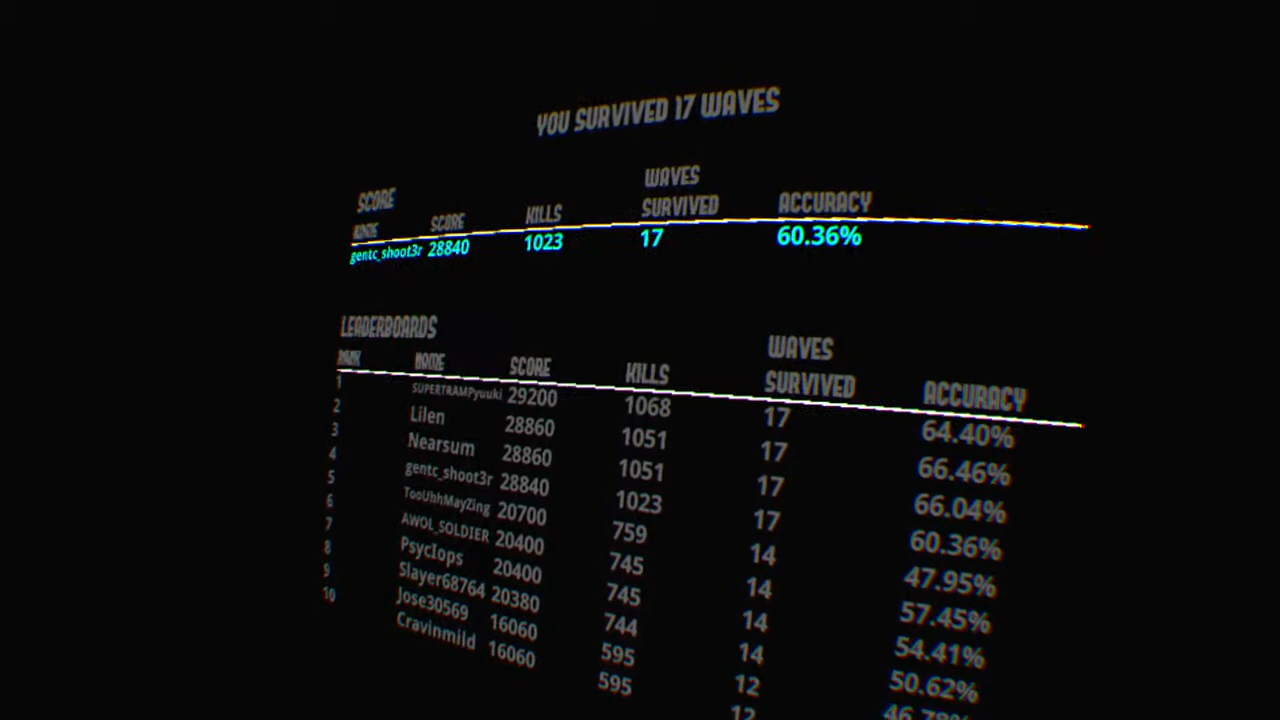 YOU SURVIVED 17 WAVES
SCORE
NAME SCORE KILLS WAVES SURVIVED ACCURACY
gentc_shoot3r 28840 1023 17 60.36%
LEADERBOARDS
RANK NAME SCORE KILLS WAVES SURVIVED ACCURACY
1 SUPERTRAMPyuuki 29200 1068 17 64.40%
2 Lilen 28860 1051 17 66.46%
3 Nearsum 28860 1051 17 66.04%
4 gentc_shoot3r 28840 1023 17 60.36%
5 TooUhhMayZing 20700 759 14 47.95%
6 AWOL_SOLDIER 20400 745 14 57.45%
7 PsycIops 20400 745 14 54.41%
8 Slayer68764 20380 744 14 50.62%
9 Jose30569 16060 595 12 46.78%
10 Cravinmild 16060 595 12